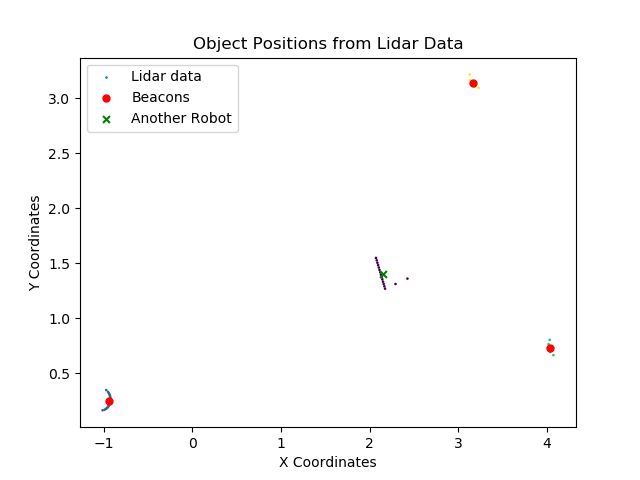 Object Positions from Lidar Data
Lidar data
Beacons
Another Robot
Y Coordinates
3.0
2.5
2.0
1.5
1.0
0.5
−1
0
1
2
3
4
X Coordinates